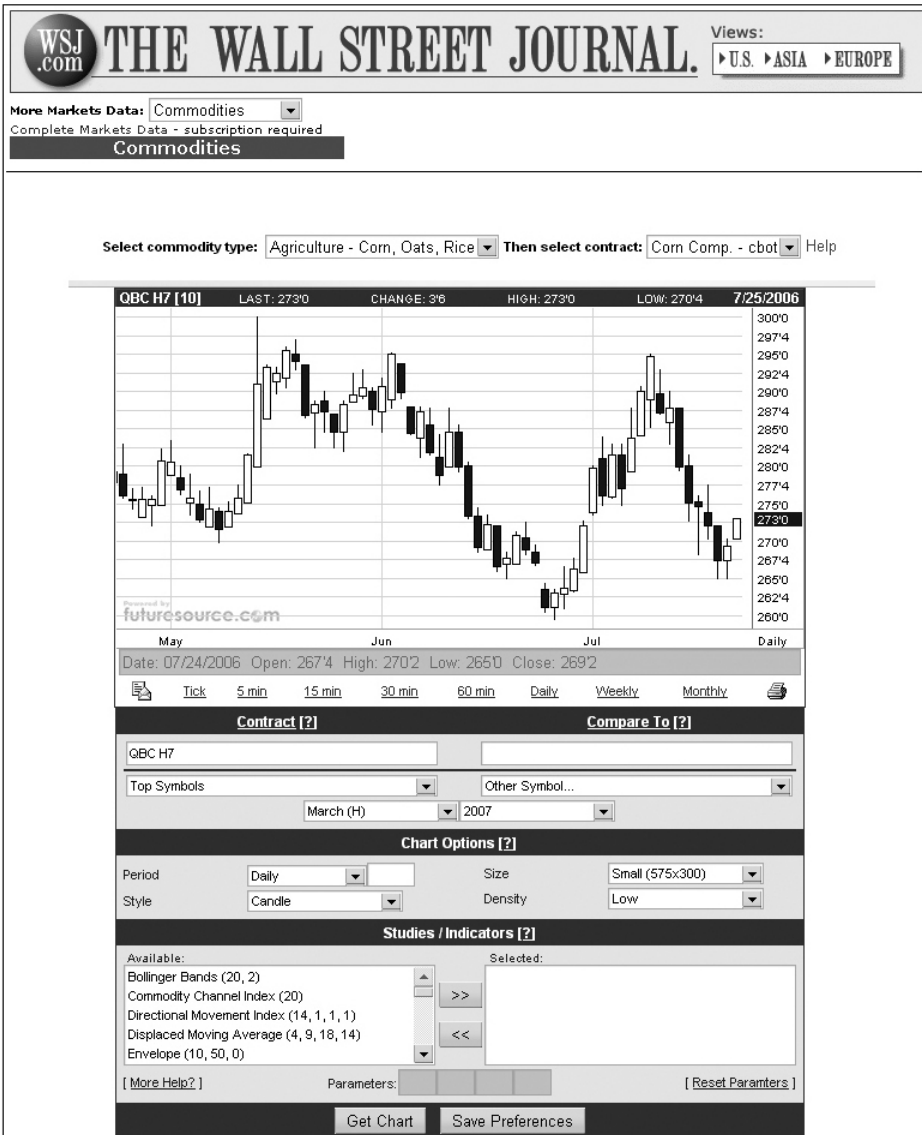 WSJ
.com
THE WALL STREET JOURNAL.
Views:
U.S. ASIA EUROPE
More Markets Data: Commodities
Complete Markets Data - subscription required
Commodities
Select commodity type: Agriculture - Corn, Oats, Rice Then select contract: Corn Comp. - cbot Help
QBC H7 [10] LAST: 273'0 CHANGE: 3'6 HIGH: 273'0 LOW: 270'4 7/25/2006
300'0
297'4
295'0
292'4
290'0
287'4
285'0
282'4
280'0
277'4
275'0
273'0
270'0
267'4
265'0
262'4
260'0
Powered by
futuresource.com
May Jun Jul Daily
Date: 07/24/2006 Open: 267'4 High: 270'2 Low: 265'0 Close: 269'2
Tick 5 min 15 min 30 min 60 min Daily Weekly Monthly
Contract [?] Compare To [?]
QBC H7
Top Symbols Other Symbol...
March (H) 2007
Chart Options [?]
Period Daily Size Small (575x300)
Style Candle Density Low
Studies / Indicators [?]
Available: Selected:
Bollinger Bands (20, 2)
Commodity Channel Index (20)
Directional Movement Index (14, 1, 1, 1)
Displaced Moving Average (4, 9, 18, 14)
Envelope (10, 50, 0)
>>
<<
[ More Help? ] Parameters: [ Reset Paramters ]
Get Chart Save Preferences